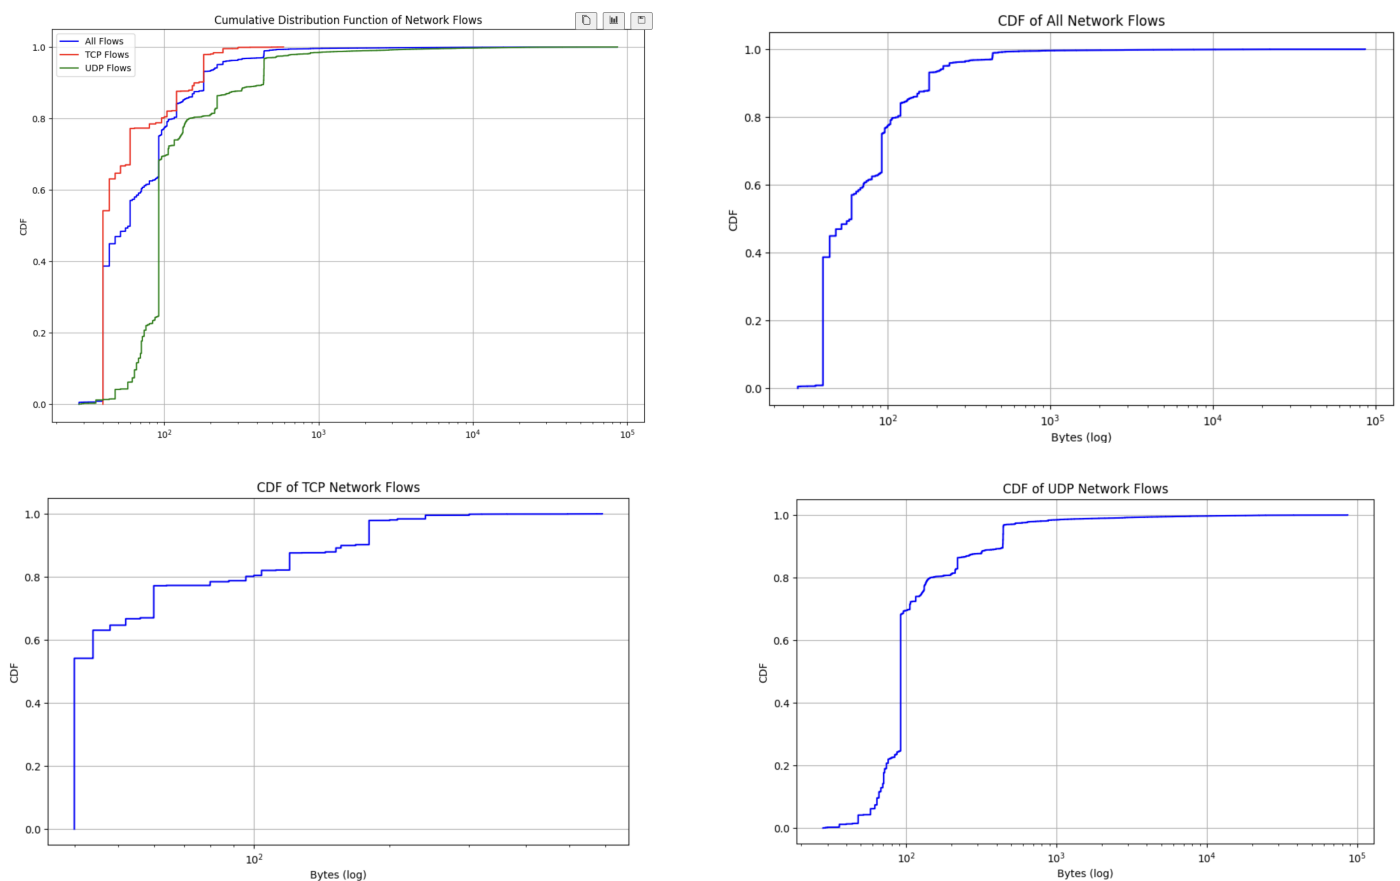 Cumulative Distribution Function of Network Flows
All Flows
TCP Flows
UDP Flows
CDF
1.0
0.8
0.6
0.4
0.2
0.0
10²
10³
10⁴
10⁵
CDF of All Network Flows
CDF
1.0
0.8
0.6
0.4
0.2
0.0
10²
10³
10⁴
10⁵
Bytes (log)
CDF of TCP Network Flows
CDF
1.0
0.8
0.6
0.4
0.2
0.0
10²
Bytes (log)
CDF of UDP Network Flows
CDF
1.0
0.8
0.6
0.4
0.2
0.0
10²
10³
10⁴
10⁵
Bytes (log)